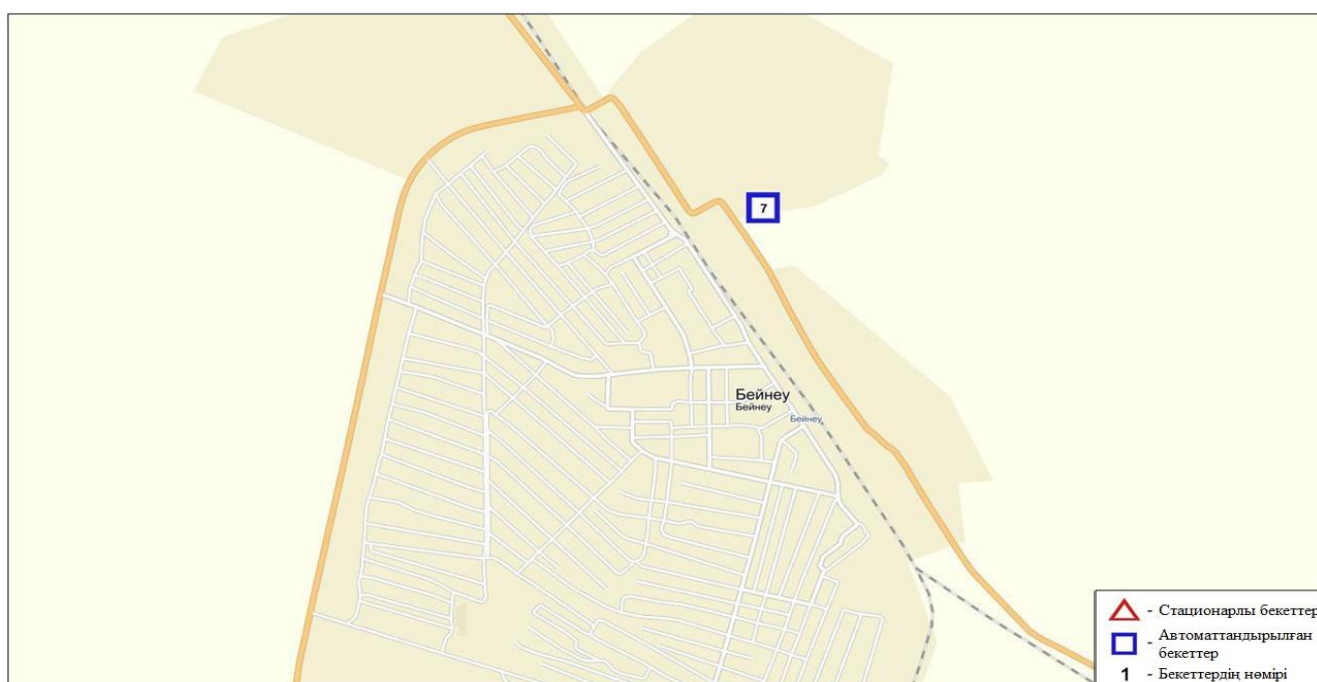 7
Бейнеу
Бейнеу
Бейнеу
- Стационарлы бекеттер
- Автоматтандырылған
бекеттер
1 - Бекеттердің нөмірі